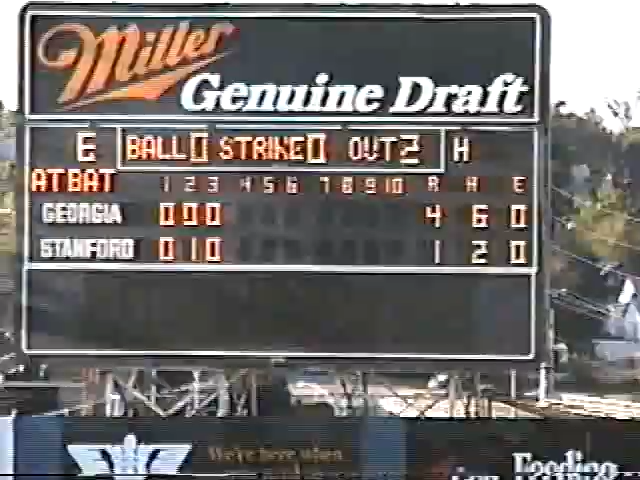 Miller
Genuine Draft
E BALL 0 STRIKE 0 OUT 2 H
AT BAT 1 2 3 4 5 6 7 8 9 10 R H E
GEORGIA 0 0 0 4 6 0
STANFORD 0 1 0 1 2 0
We're here when
Feeding